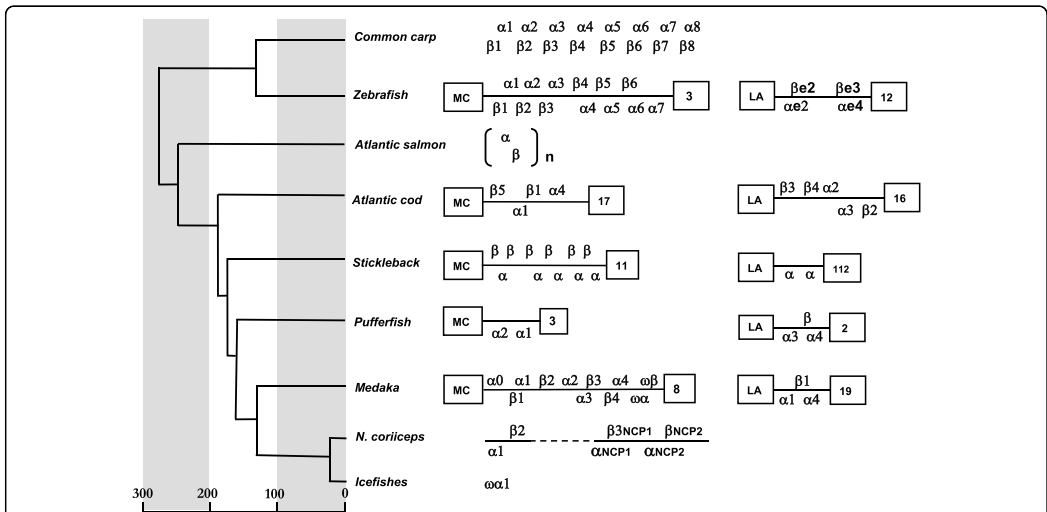 Common carp
α1 α2 α3 α4 α5 α6 α7 α8
β1 β2 β3 β4 β5 β6 β7 β8
Zebrafish
MC
α1 α2 α3 β4 β5 β6
β1 β2 β3 α4 α5 α6 α7
3
LA
βe2 βe3
αe2 αe4
12
Atlantic salmon
α
β
n
Atlantic cod
MC
β5 β1 α4
α1
17
LA
β3 β4 α2
α3 β2
16
Stickleback
MC
β β β β β β
α α α α α
11
LA
α α
112
Pufferfish
MC
α2 α1
3
LA
β
α3 α4
2
Medaka
MC
α0 α1 β2 α2 β3 α4 ωβ
β1 α3 β4 ωα
8
LA
β1
α1 α4
19
N. coriiceps
β2 β3NCP1 βNCP2
α1 αNCP1 αNCP2
Icefishes
ωα1
300 200 100 0